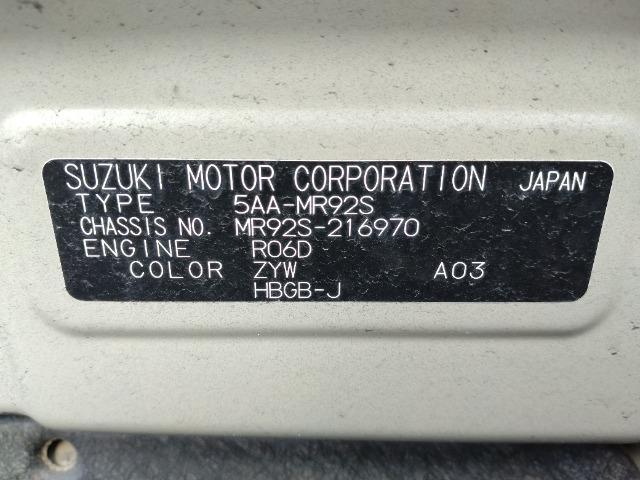 SUZUKI MOTOR CORPORATION JAPAN
TYPE 5AA-MR92S
CHASSIS NO. MR92S-216970
ENGINE R06D
COLOR ZYW A03
HBGB-J